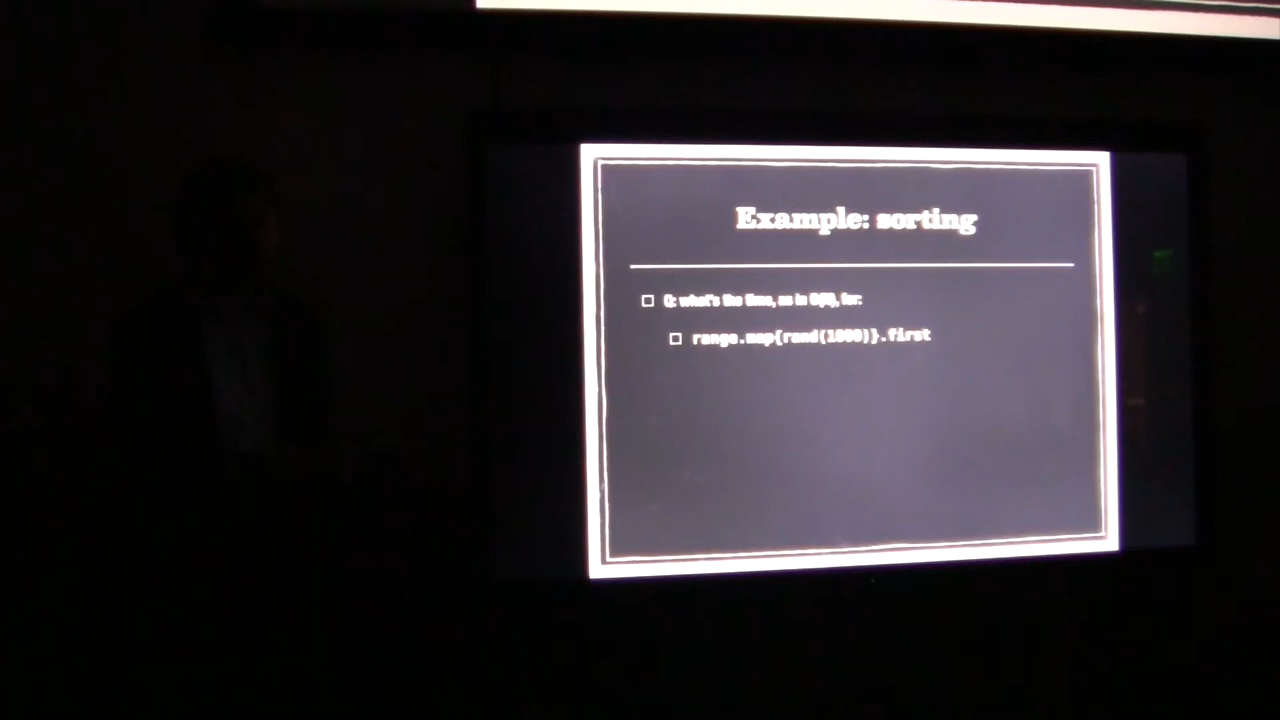 Example: sorting
Q: what's the time, as in O(?), for:
range.map{rand(1000)}.first